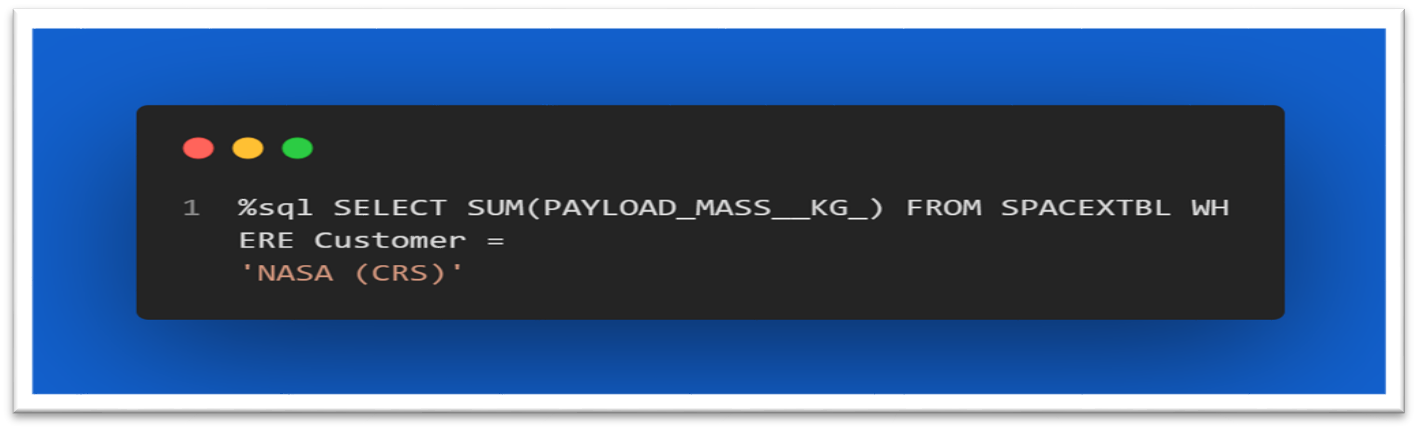 1 %sql SELECT SUM(PAYLOAD_MASS__KG_) FROM SPACEXTBL WH
ERE Customer =
'NASA (CRS)'